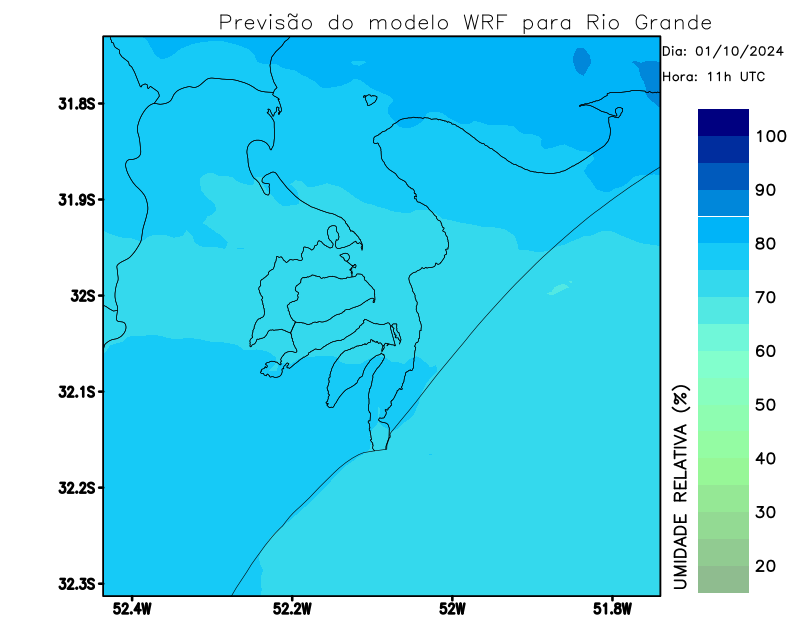 Previsão do modelo WRF para Rio Grande
Dia: 01/10/2024
Hora: 11h UTC
31.8S
31.9S
32S
32.1S
32.2S
32.3S
52.4W
52.2W
52W
51.8W
100
90
80
70
60
50
40
30
20
UMIDADE RELATIVA (%)